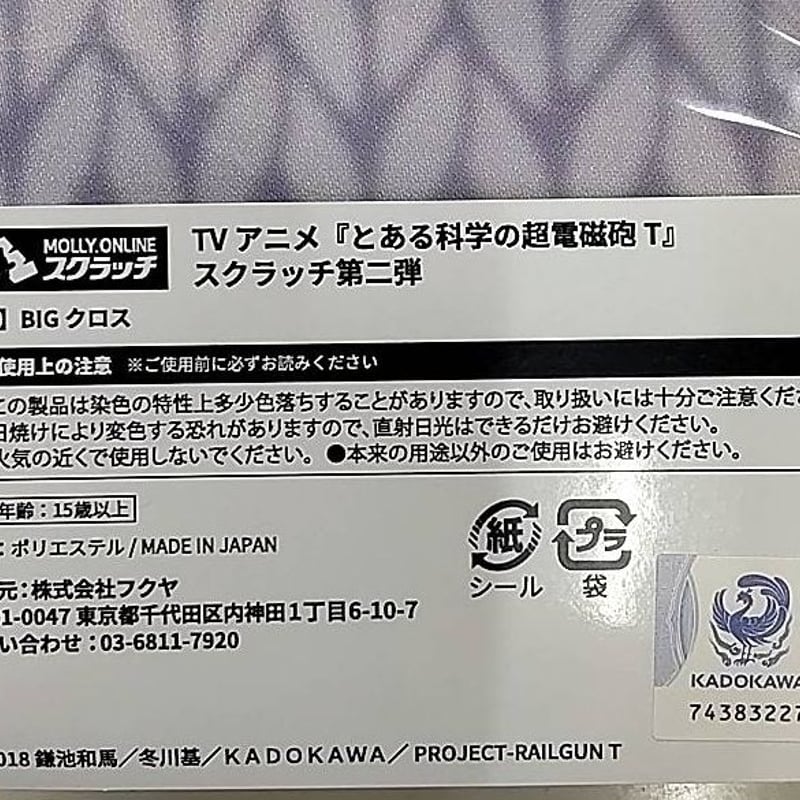 MOLLY.ONLINE
スクラッチ
TVアニメ『とある科学の超電磁砲T』
スクラッチ第二弾
】BIGクロス
使用上の注意 ※ご使用前に必ずお読みください
この製品は染色の特性上多少色落ちすることがありますので、取り扱いには十分ご注意くだ
日焼けにより変色する恐れがありますので、直射日光はできるだけお避けください。
火気の近くで使用しないでください。 ●本来の用途以外のご使用はお避けください。
年齢：15歳以上
：ポリエステル / MADE IN JAPAN
元：株式会社フクヤ
1-0047 東京都千代田区内神田1丁目6-10-7
い合わせ：03-6811-7920
紙
シール
プラ
袋
KADOKAWA
7438322
018 鎌池和馬／冬川基／KADOKAWA／PROJECT-RAILGUN T